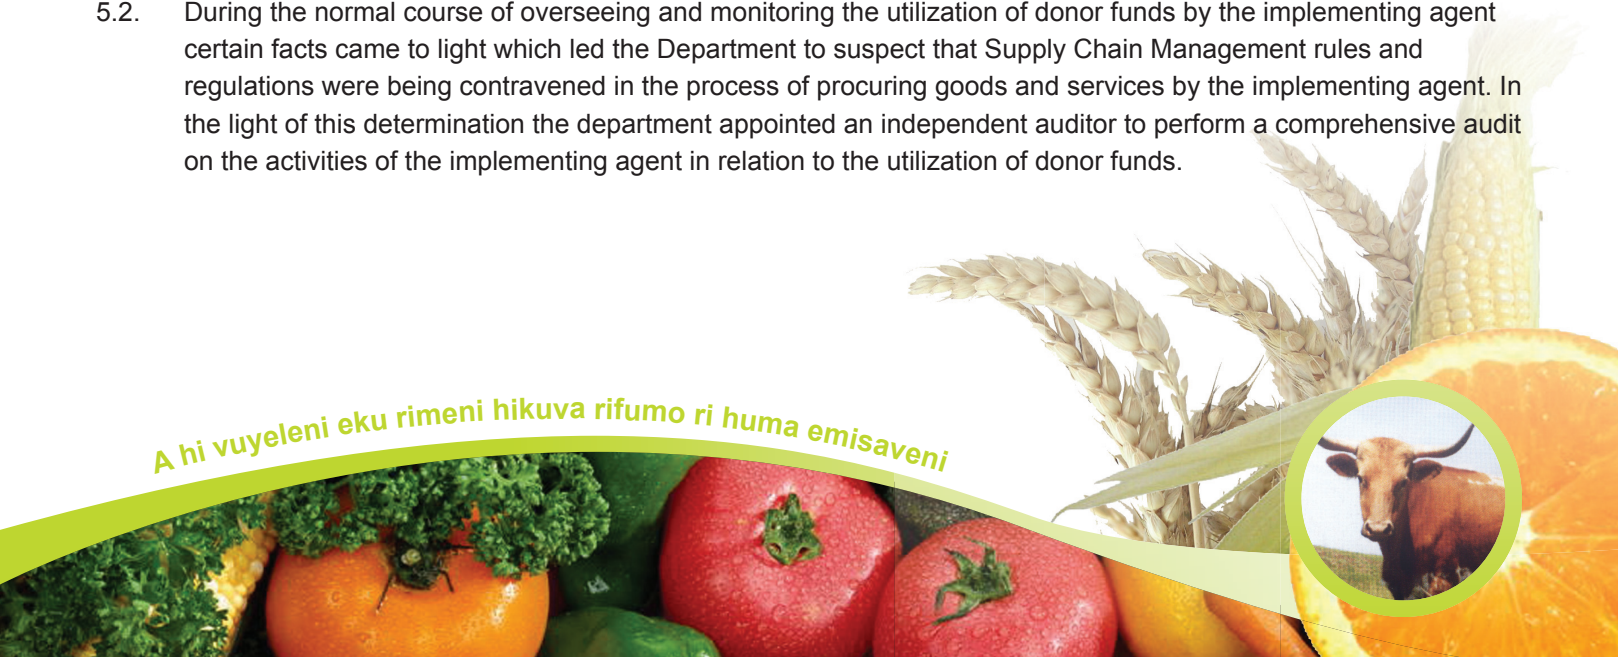 5.2. During the normal course of overseeing and monitoring the utilization of donor funds by the implementing agent
certain facts came to light which led the Department to suspect that Supply Chain Management rules and
regulations were being contravened in the process of procuring goods and services by the implementing agent. In
the light of this determination the department appointed an independent auditor to perform a comprehensive audit
on the activities of the implementing agent in relation to the utilization of donor funds.
A hi vuyeleni eku rimeni hikuva rifumo ri huma emisaveni